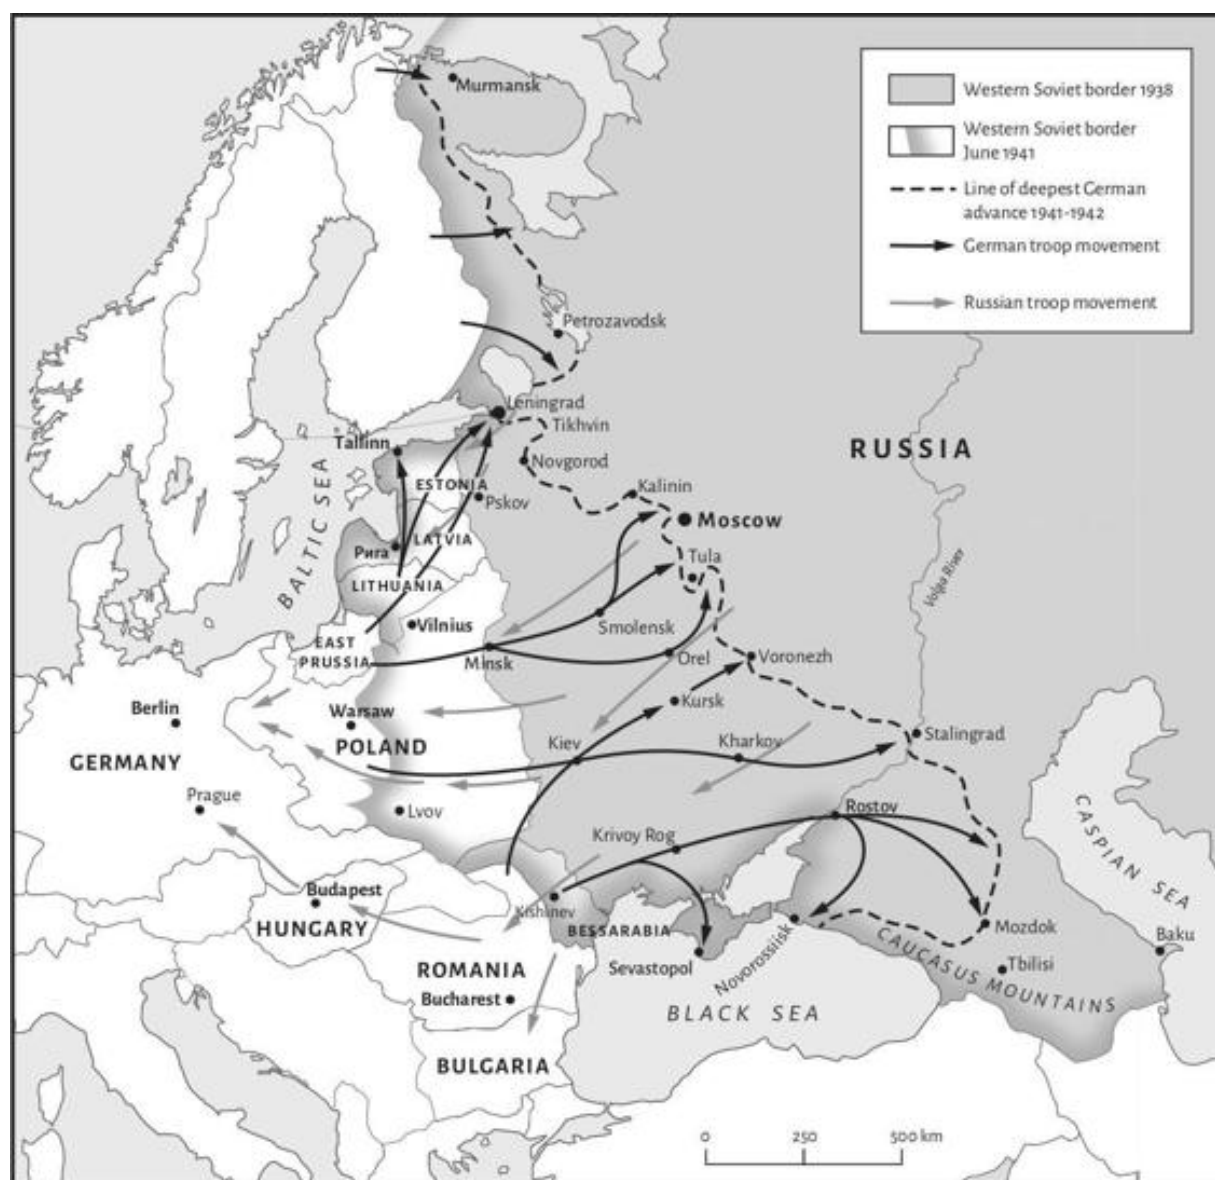 Western Soviet border 1938
Western Soviet border
June 1941
Line of deepest German
advance 1941-1942
German troop movement
Russian troop movement
Murmansk
Petrozavodsk
Leningrad
Tikhvin
Tallinn
Novgorod
RUSSIA
ESTONIA
Pskov
Kalinin
Moscow
BALTIC SEA
LATVIA
Рига
Tula
Volga River
LITHUANIA
Vilnius
Smolensk
EAST
PRUSSIA
Minsk
Orel
Voronezh
Berlin
Warsaw
Kursk
POLAND
Kiev
Kharkov
Stalingrad
GERMANY
Prague
Lvov
Krivoy Rog
Rostov
CASPIAN SEA
Budapest
HUNGARY
Kishinev
BESSARABIA
Sevastopol
Novorossiisk
CAUCASUS MOUNTAINS
Mozdok
Tbilisi
Baku
ROMANIA
Bucharest
BLACK SEA
BULGARIA
0 250 500 km